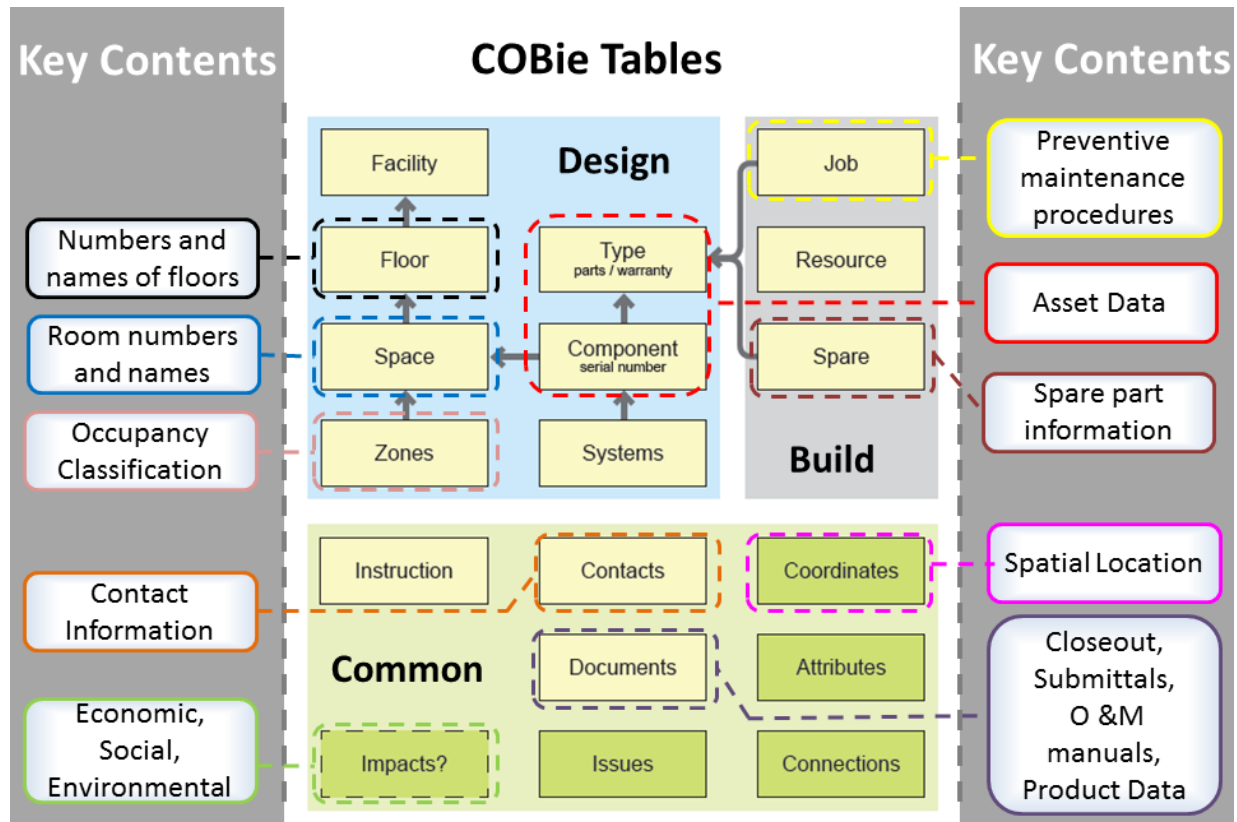 Key Contents
COBie Tables
Key Contents
Numbers and
names of floors
Room numbers
and names
Occupancy
Classification
Contact
Information
Economic,
Social,
Environmental
Design
Facility
Floor
Space
Zones
Type
parts / warranty
Component
serial number
Systems
Job
Resource
Spare
Build
Instruction
Contacts
Coordinates
Common
Documents
Attributes
Impacts?
Issues
Connections
Preventive
maintenance
procedures
Asset Data
Spare part
information
Spatial Location
Closeout,
Submittals,
O &M
manuals,
Product Data